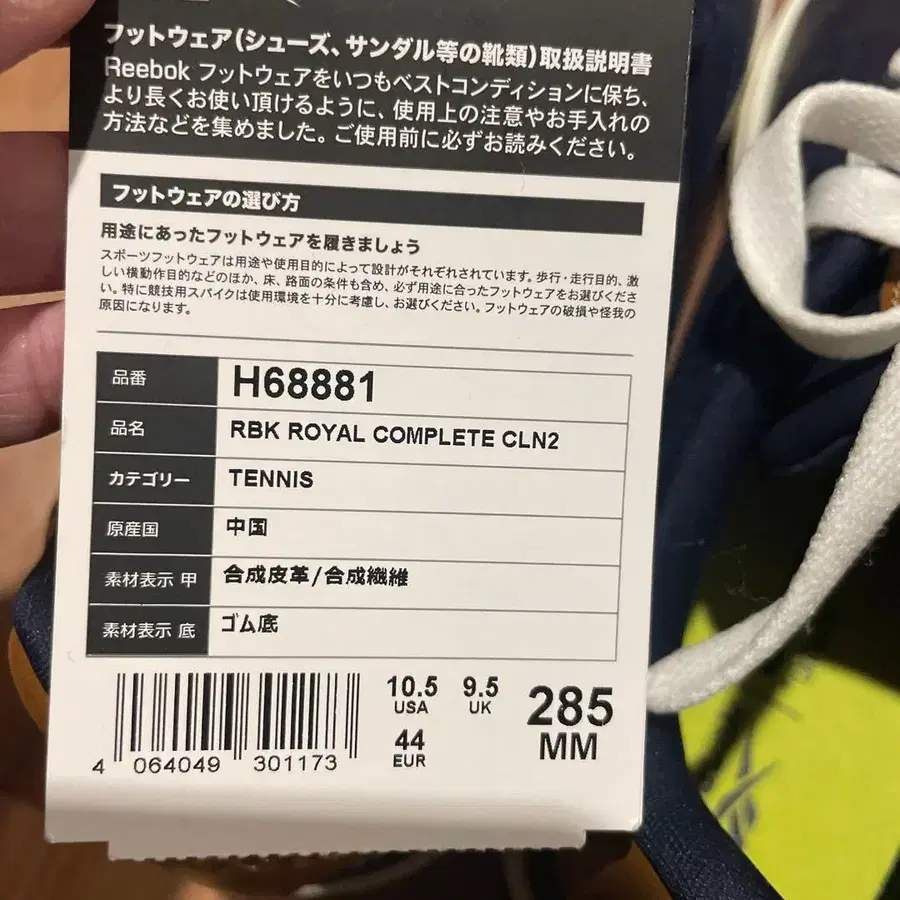 フットウェア(シューズ、サンダル等の靴類)取扱説明書
Reebok フットウェアをいつもベストコンディションに保ち、
より長くお使い頂けるように、使用上の注意やお手入れの
方法などを集めました。ご使用前に必ずお読みください。
フットウェアの選び方
用途にあったフットウェアを履きましょう
スポーツフットウェアは用途や使用目的によって設計がそれぞれされています。歩行・走行目的、激
しい横動作目的などのほか、床、路面の条件も含め、必ず用途に合ったフットウェアをお選びくださ
い。特に競技用スパイクは使用環境を十分に考慮し、お選びください。フットウェアの破損や怪我の
原因になります。
品番 H68881
品名 RBK ROYAL COMPLETE CLN2
カテゴリー TENNIS
原産国 中国
素材表示 甲 合成皮革/合成繊維
素材表示 底 ゴム底
10.5 9.5 285
USA UK MM
44
EUR
4 064049 301173